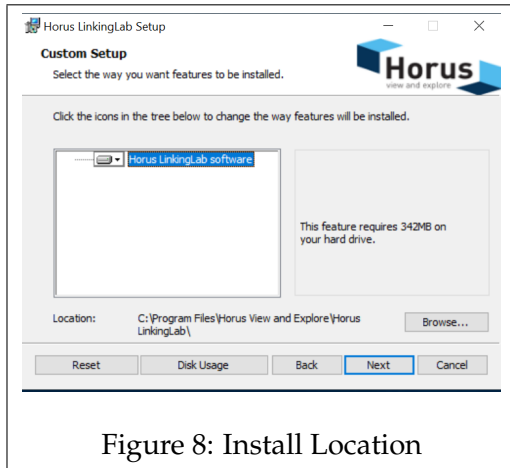 Horus LinkingLab Setup
Custom Setup
Select the way you want features to be installed.
Horus
view and explore
Click the icons in the tree below to change the way features will be installed.
Horus LinkingLab software
This feature requires 342MB on
your hard drive.
Location:
C:\Program Files\Horus View and Explore\Horus
LinkingLab\
Browse...
Reset
Disk Usage
Back
Next
Cancel
Figure 8: Install Location